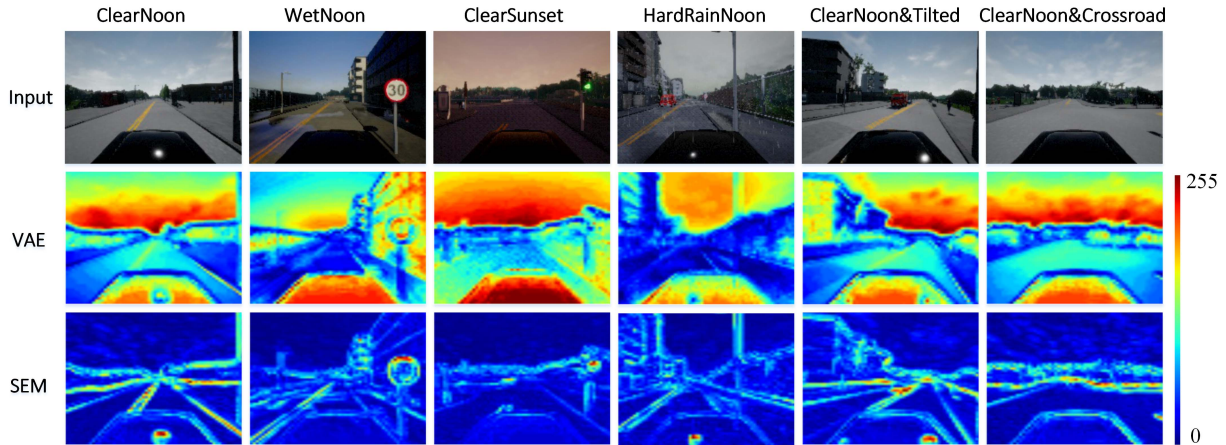 ClearNoon WetNoon ClearSunset HardRainNoon ClearNoon&Tilted ClearNoon&Crossroad
Input
30
VAE
255
SEM
0